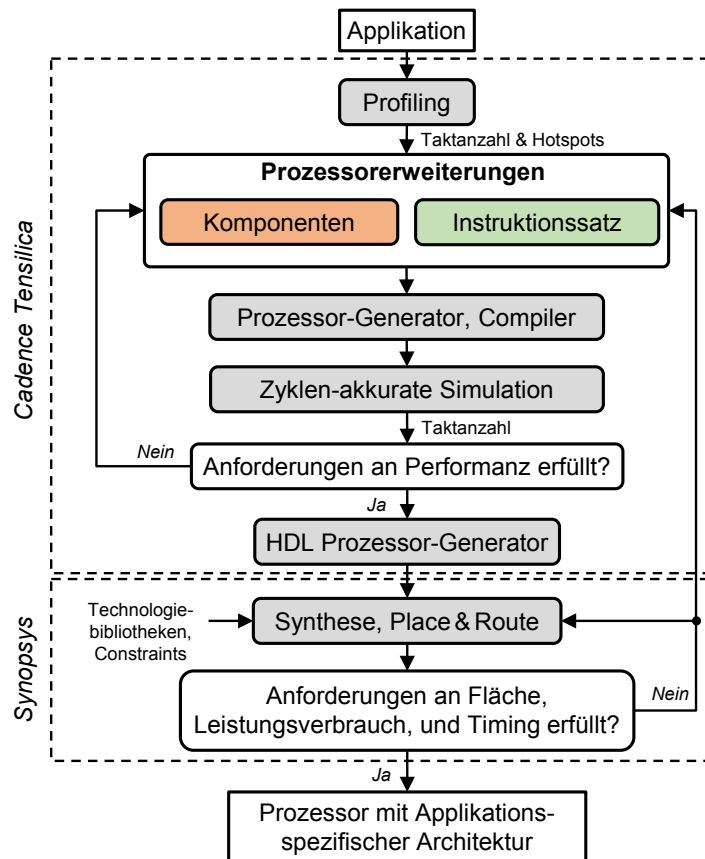 Applikation
Profiling
Taktanzahl & Hotspots
Prozessorerweiterungen
Komponenten
Instruktionssatz
Prozessor-Generator, Compiler
Zyklen-akkurate Simulation
Taktanzahl
Nein
Anforderungen an Performanz erfüllt?
Ja
HDL Prozessor-Generator
Cadence Tensilica
Technologie-
bibliotheken,
Constraints
Synthese, Place & Route
Anforderungen an Fläche,
Leistungsverbrauch, und Timing erfüllt?
Nein
Synopsys
Ja
Prozessor mit Applikations-
spezifischer Architektur